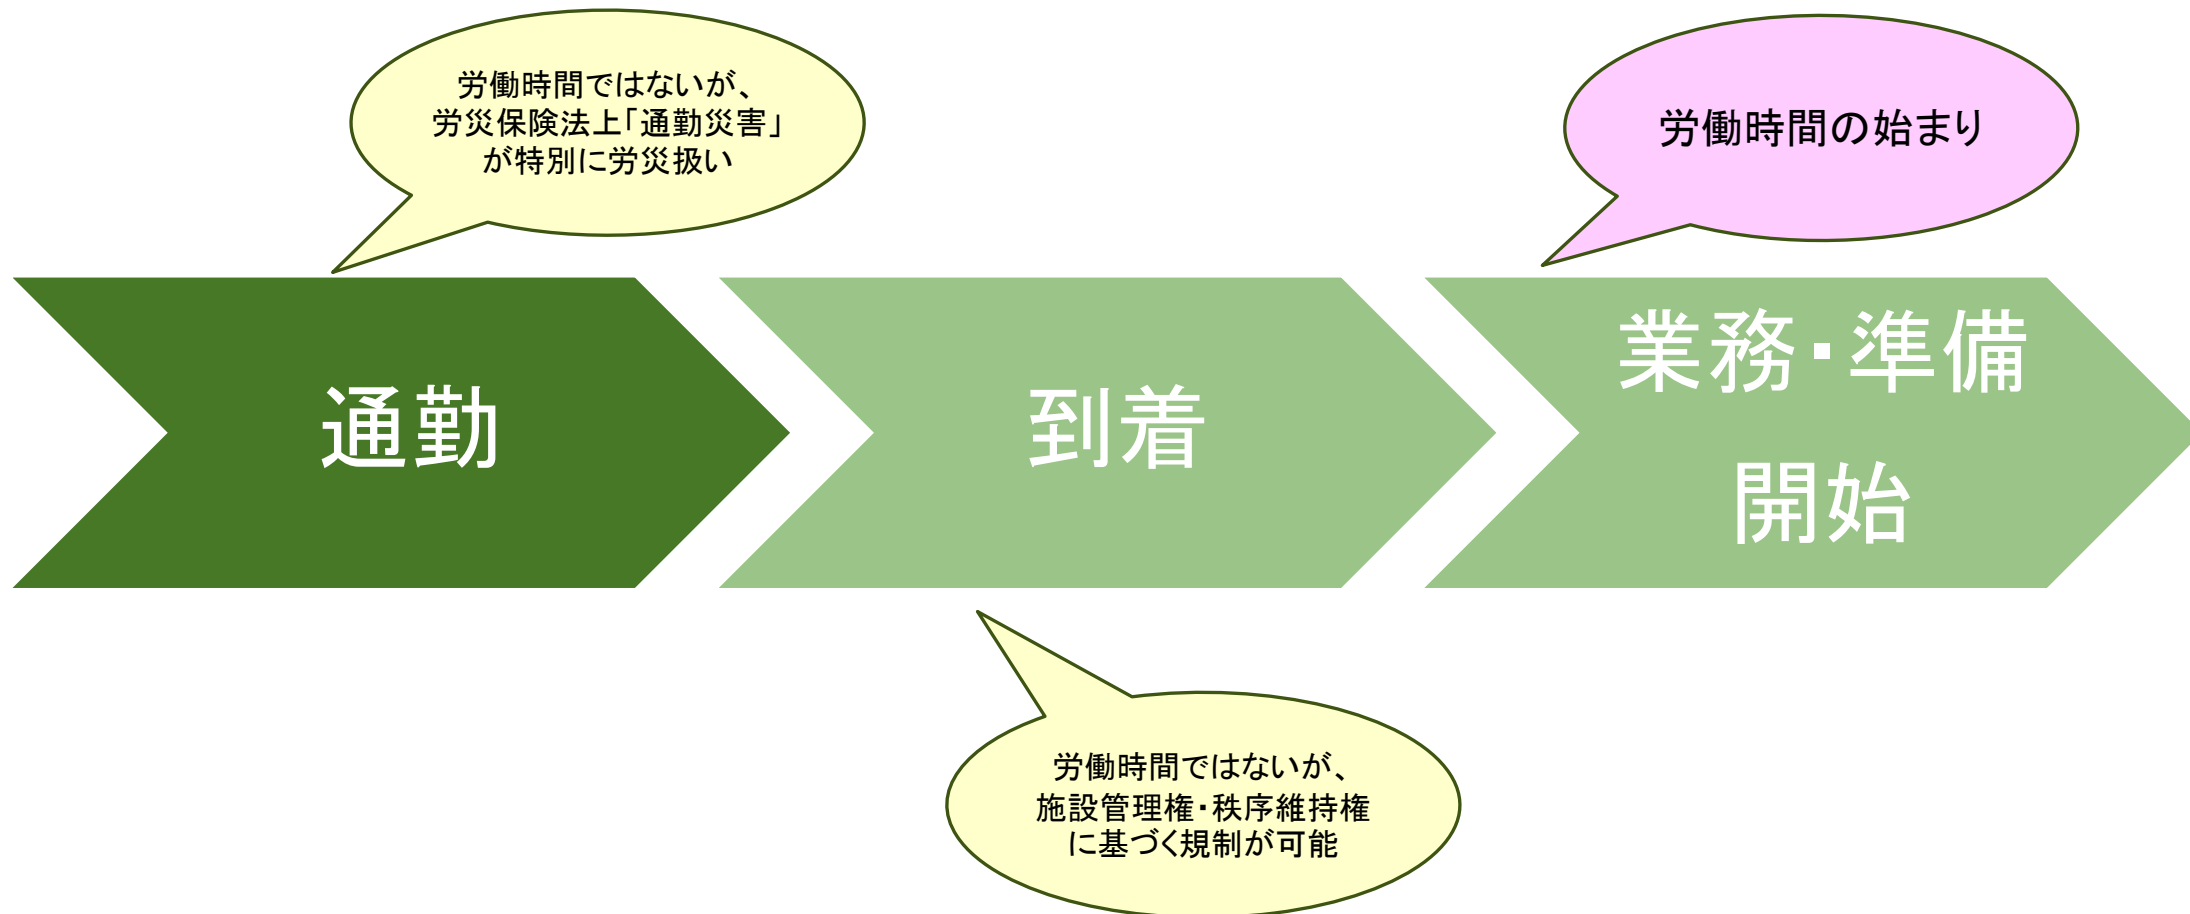 労働時間ではないが、
労災保険法上「通勤災害」
が特別に労災扱い
労働時間の始まり
通勤
到着
業務・準備
開始
労働時間ではないが、
施設管理権・秩序維持権
に基づく規制が可能